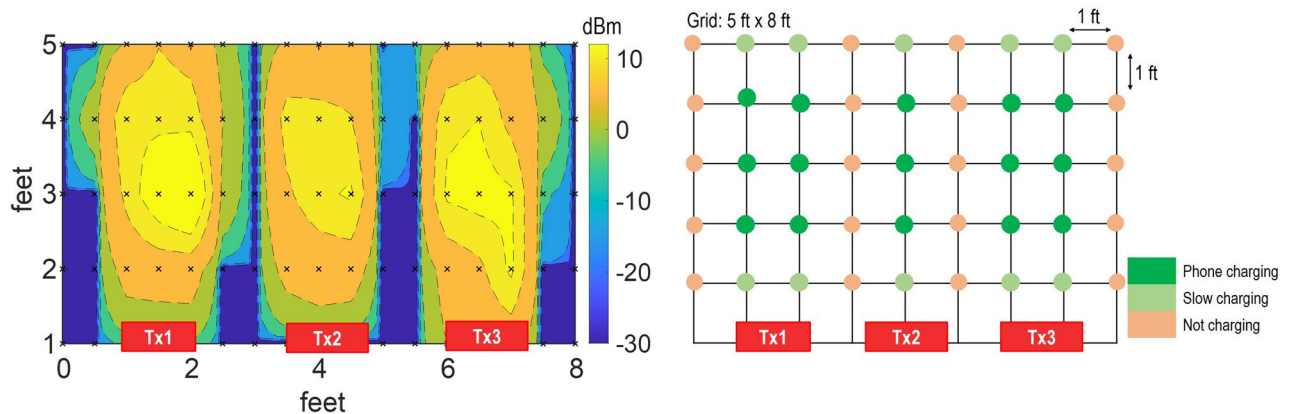 dBm
5
4
3
2
1
feet
0
2
4
6
8
feet
10
0
-10
-20
-30
Tx1
Tx2
Tx3
Grid: 5 ft x 8 ft
1 ft
1 ft
Tx1
Tx2
Tx3
Phone charging
Slow charging
Not charging